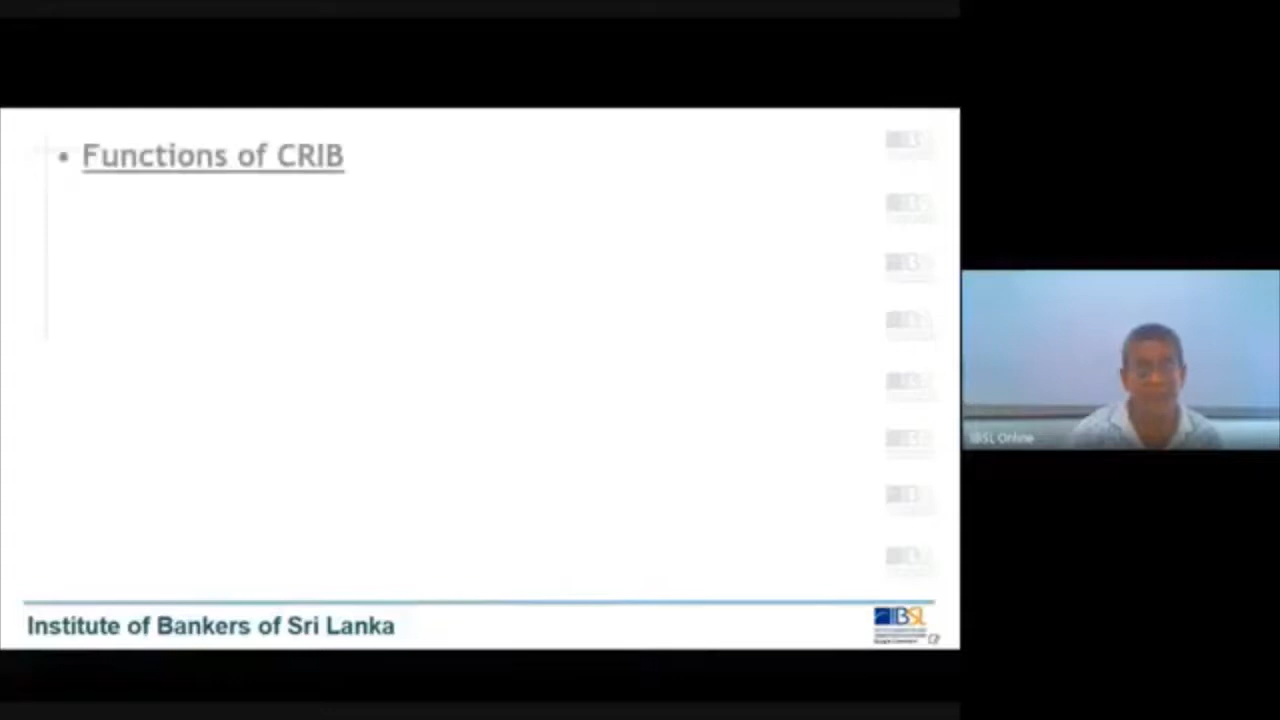 • Functions of CRIB
Institute of Bankers of Sri Lanka
IBSL
IBSL Online